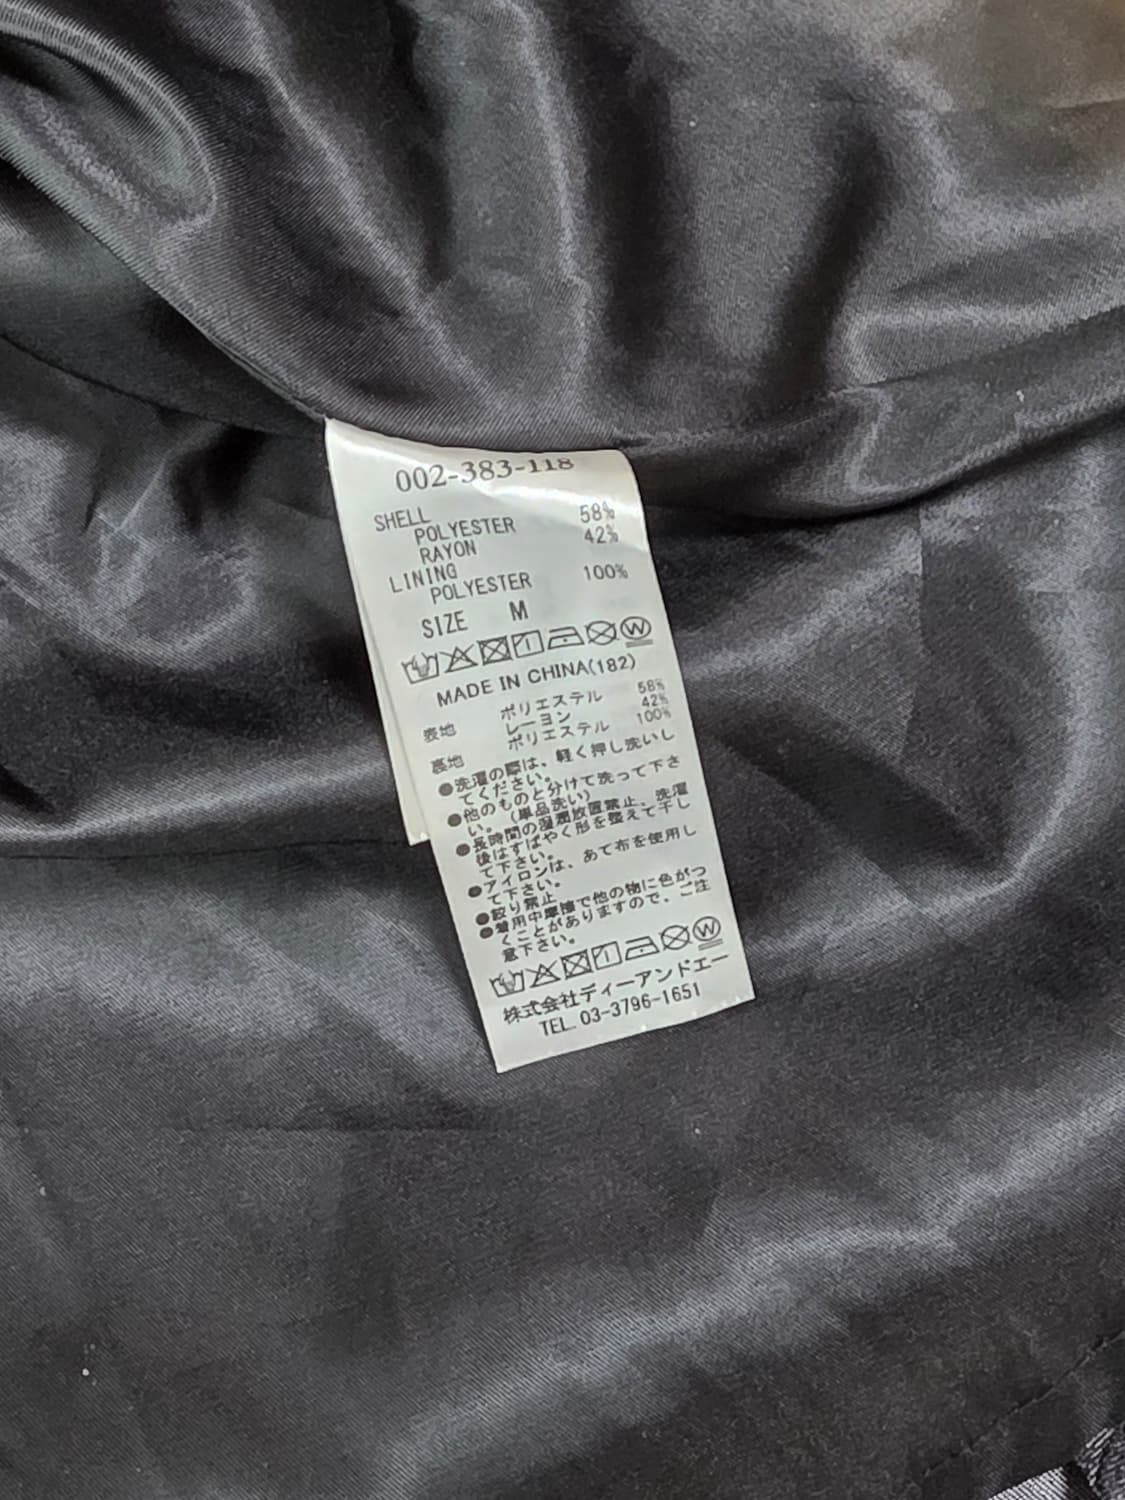 002-383-118
SHELL
POLYESTER 58%
RAYON 42%
LINING
POLYESTER 100%
SIZE M
W
MADE IN CHINA(182)
表地 ポリエステル 58%
レーヨン 42%
裏地 ポリエステル 100%
●洗濯の際は、軽く押し洗いし
てください。
●他のものと分けて洗って下さ
い。(単品洗い)
●長時間の湿潤放置禁止、洗濯
後はすばやく形を整えて干し
て下さい。
●アイロンは、あて布を使用し
て下さい。
●絞り禁止
●着用中摩擦で他の物に色がつ
くことがありますので、ご注
意下さい。
W
株式会社ディーアンドエー
TEL.03-3796-1651